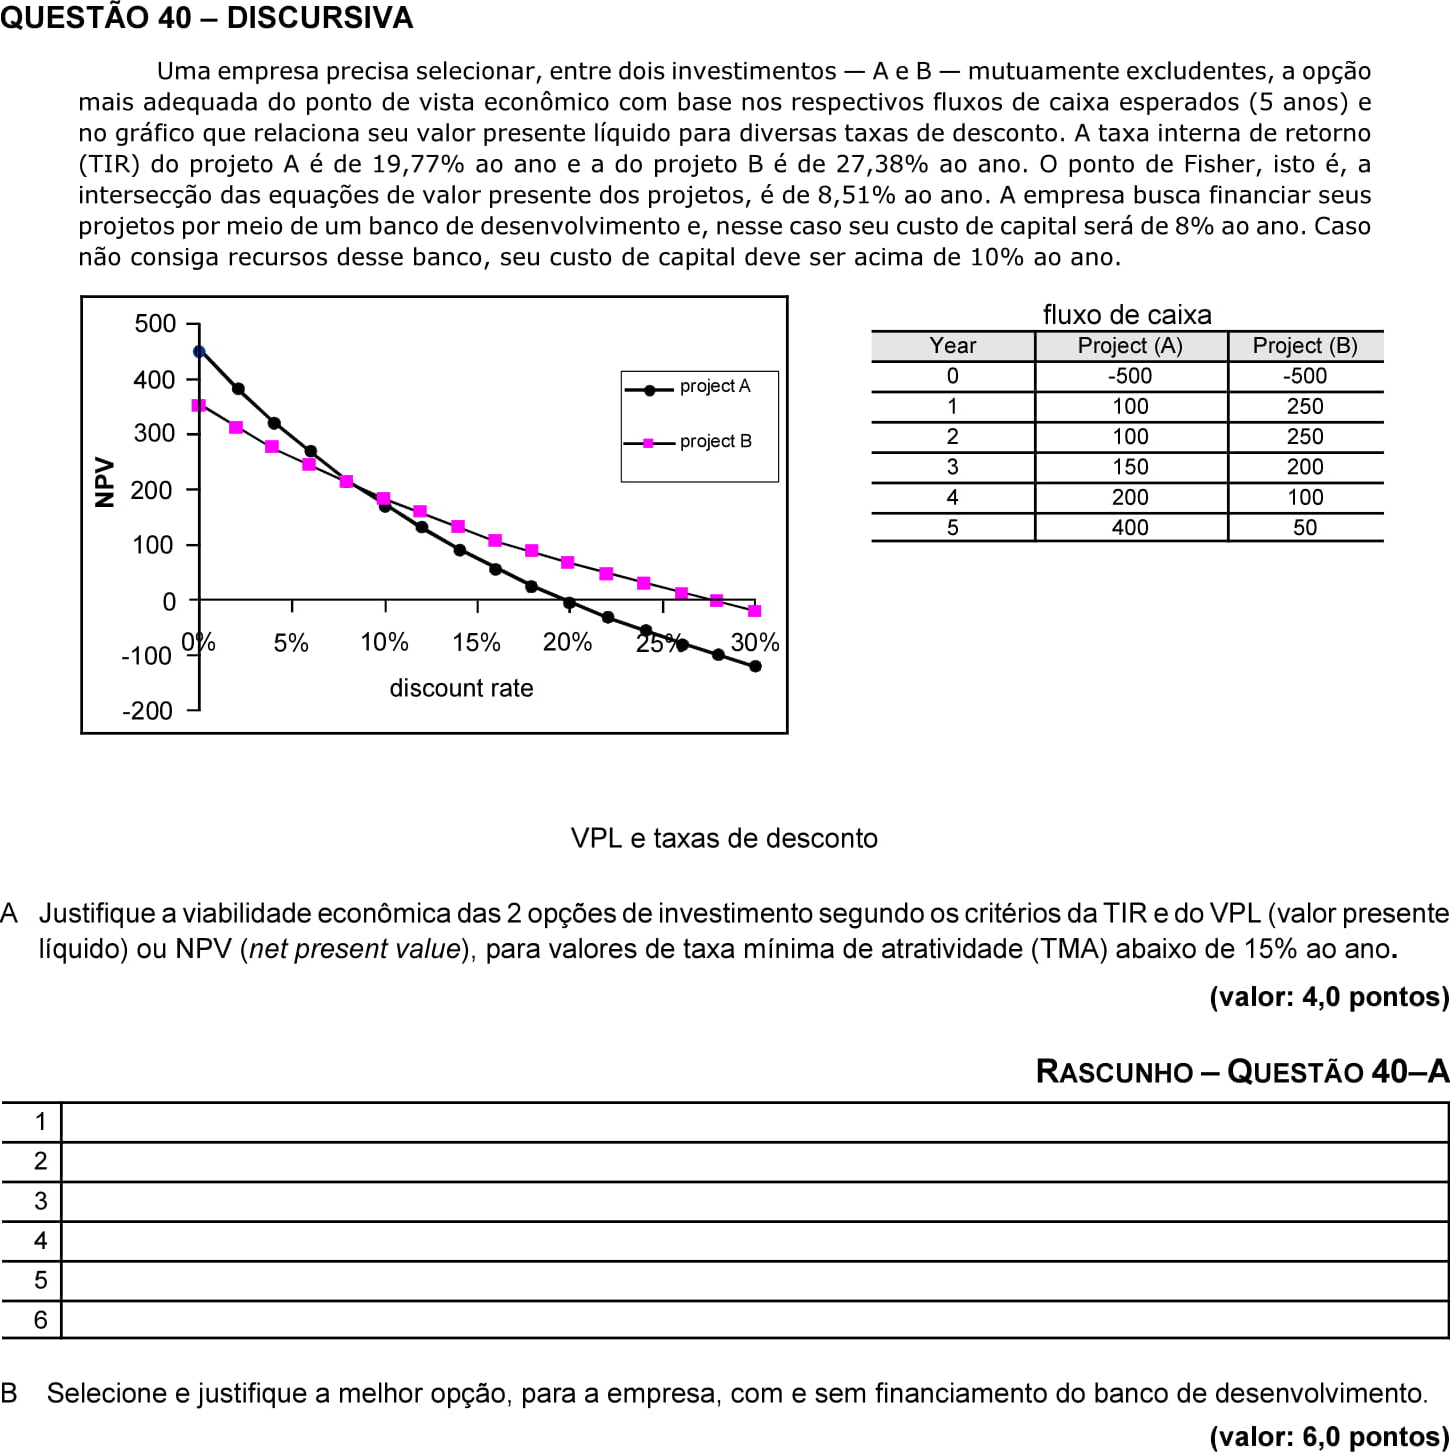 QUESTÃO 40 – DISCURSIVA
Uma empresa precisa selecionar, entre dois investimentos — A e B — mutuamente excludentes, a opção
mais adequada do ponto de vista econômico com base nos respectivos fluxos de caixa esperados (5 anos) e
no gráfico que relaciona seu valor presente líquido para diversas taxas de desconto. A taxa interna de retorno
(TIR) do projeto A é de 19,77% ao ano e a do projeto B é de 27,38% ao ano. O ponto de Fisher, isto é, a
intersecção das equações de valor presente dos projetos, é de 8,51% ao ano. A empresa busca financiar seus
projetos por meio de um banco de desenvolvimento e, nesse caso seu custo de capital será de 8% ao ano. Caso
não consiga recursos desse banco, seu custo de capital deve ser acima de 10% ao ano.
500
400
300
200
100
0
-100
-200
NPV
0% 5% 10% 15% 20% 25% 30%
discount rate
project A
project B
fluxo de caixa
Year Project (A) Project (B)
0 -500 -500
1 100 250
2 100 250
3 150 200
4 200 100
5 400 50
VPL e taxas de desconto
A Justifique a viabilidade econômica das 2 opções de investimento segundo os critérios da TIR e do VPL (valor presente
líquido) ou NPV (net present value), para valores de taxa mínima de atratividade (TMA) abaixo de 15% ao ano.
(valor: 4,0 pontos)
RASCUNHO – QUESTÃO 40–A
1
2
3
4
5
6
B Selecione e justifique a melhor opção, para a empresa, com e sem financiamento do banco de desenvolvimento.
(valor: 6,0 pontos)